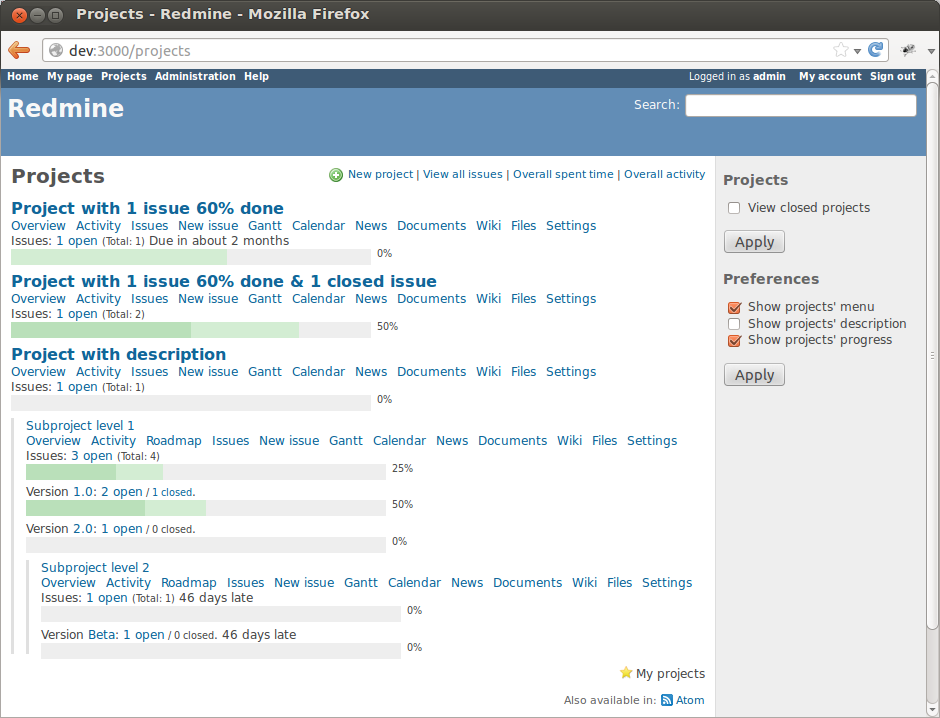 Projects - Redmine - Mozilla Firefox
dev:3000/projects
Home My page Projects Administration Help
Logged in as admin My account Sign out
Redmine
Search:
Projects
New project | View all issues | Overall spent time | Overall activity
Project with 1 issue 60% done
Overview Activity Issues New issue Gantt Calendar News Documents Wiki Files Settings
Issues: 1 open (Total: 1) Due in about 2 months
0%
Project with 1 issue 60% done & 1 closed issue
Overview Activity Issues New issue Gantt Calendar News Documents Wiki Files Settings
Issues: 1 open (Total: 2)
50%
Project with description
Overview Activity Issues New issue Gantt Calendar News Documents Wiki Files Settings
Issues: 1 open (Total: 1)
0%
Subproject level 1
Overview Activity Roadmap Issues New issue Gantt Calendar News Documents Wiki Files Settings
Issues: 3 open (Total: 4)
25%
Version 1.0: 2 open / 1 closed.
50%
Version 2.0: 1 open / 0 closed.
0%
Subproject level 2
Overview Activity Roadmap Issues New issue Gantt Calendar News Documents Wiki Files Settings
Issues: 1 open (Total: 1) 46 days late
0%
Version Beta: 1 open / 0 closed. 46 days late
0%
My projects
Also available in: Atom
Projects
View closed projects
Apply
Preferences
Show projects' menu
Show projects' description
Show projects' progress
Apply